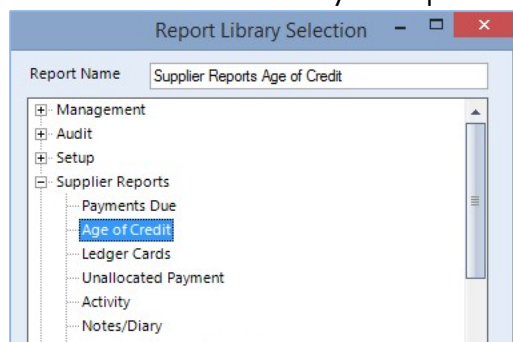 Report Library Selection
Report Name Supplier Reports Age of Credit
Management
Audit
Setup
Supplier Reports
Payments Due
Age of Credit
Ledger Cards
Unallocated Payment
Activity
Notes/Diary